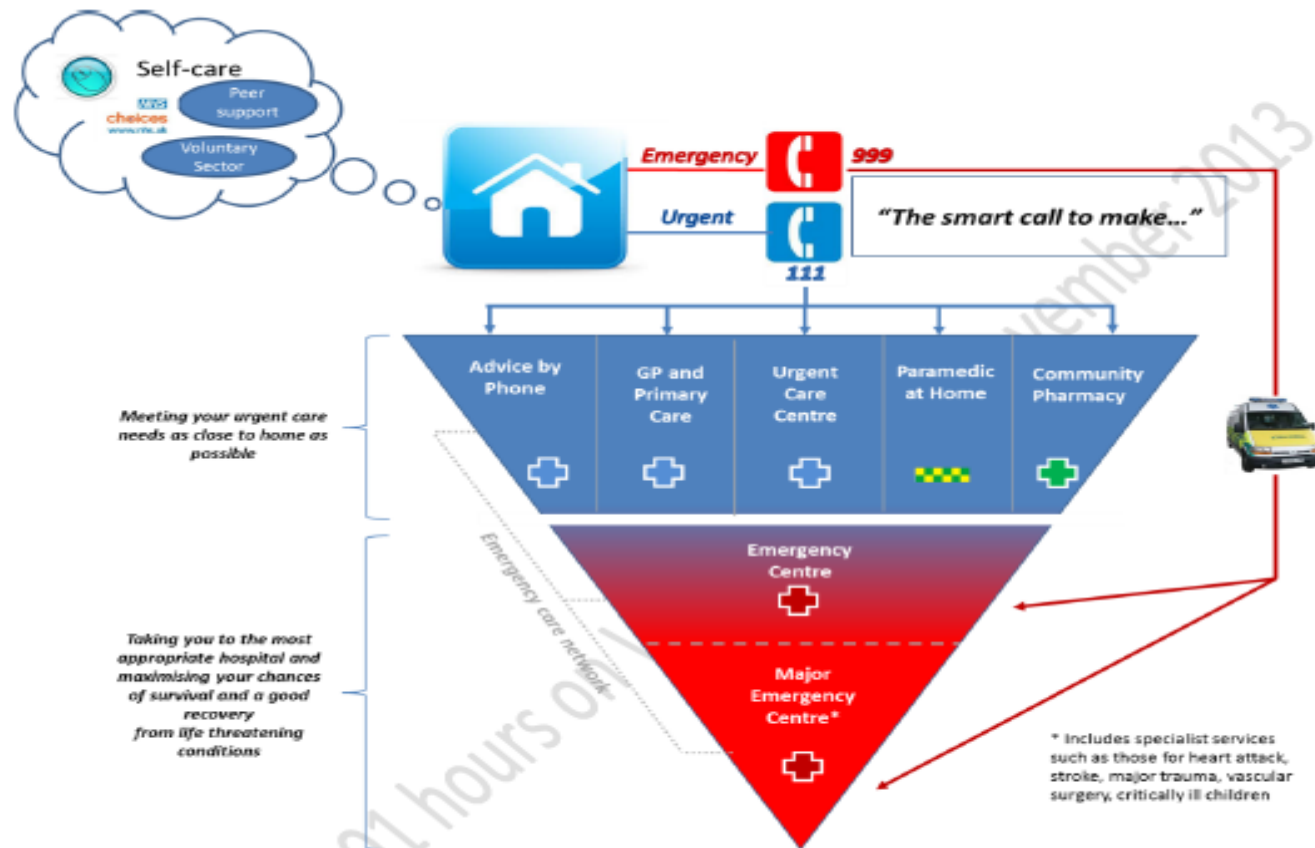 Self-care
Peer
support
NHS
choices
www.nhs.uk
Voluntary
Sector
Emergency
999
Urgent
111
“The smart call to make...”
Advice by
Phone
GP and
Primary
Care
Urgent
Care
Centre
Paramedic
at Home
Community
Pharmacy
Meeting your urgent care
needs as close to home as
possible
Emergency care network
Emergency
Centre
Taking you to the most
appropriate hospital and
maximising your chances
of survival and a good
recovery
from life threatening
conditions
Major
Emergency
Centre*
* Includes specialist services
such as those for heart attack,
stroke, major trauma, vascular
surgery, critically ill children
01 hours on
vember 2013